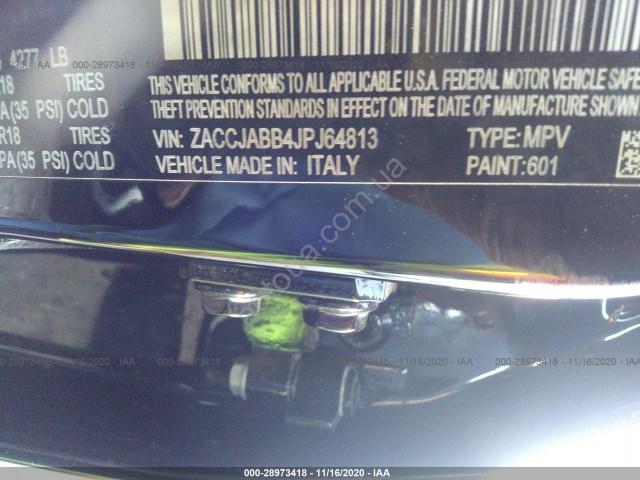 4277 LB
R18 TIRES
THIS VEHICLE CONFORMS TO ALL APPLICABLE U.S.A. FEDERAL MOTOR VEHICLE
PA(35 PSI) COLD
THEFT PREVENTION STANDARDS IN EFFECT ON THE DATE OF MANUFACTURE SHOWN
R18 TIRES
VIN: ZACCJABB4JPJ64813 TYPE: MPV
PA(35 PSI) COLD
VEHICLE MADE IN: ITALY PAINT: 601
000-28973418 - 11/16/2020 - IAA
000-28973418 - 11/16/2020 - IAA
000-28973418 - 11/16/2020 - IAA
000-28973418 - 11/16/2020 - IAA
000-28973418 - 11/16/2020 - IAA